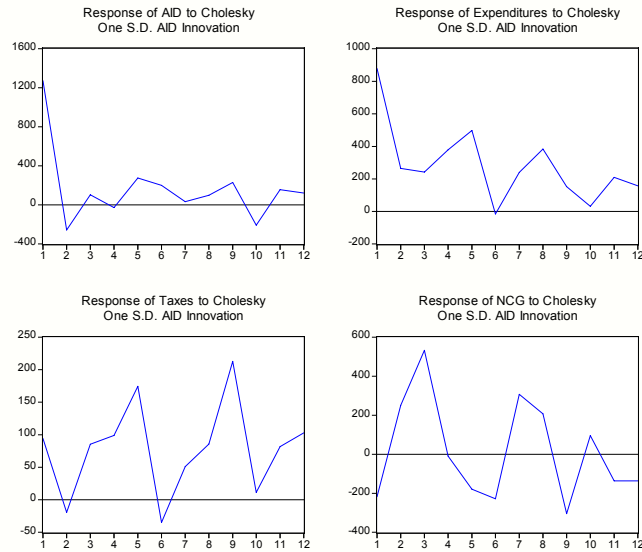 Response of AID to Cholesky
One S.D. AID Innovation
1600
1200
800
400
0
-400
1 2 3 4 5 6 7 8 9 10 11 12
Response of Expenditures to Cholesky
One S.D. AID Innovation
1000
800
600
400
200
0
-200
1 2 3 4 5 6 7 8 9 10 11 12
Response of Taxes to Cholesky
One S.D. AID Innovation
250
200
150
100
50
0
-50
1 2 3 4 5 6 7 8 9 10 11 12
Response of NCG to Cholesky
One S.D. AID Innovation
600
400
200
0
-200
-400
1 2 3 4 5 6 7 8 9 10 11 12